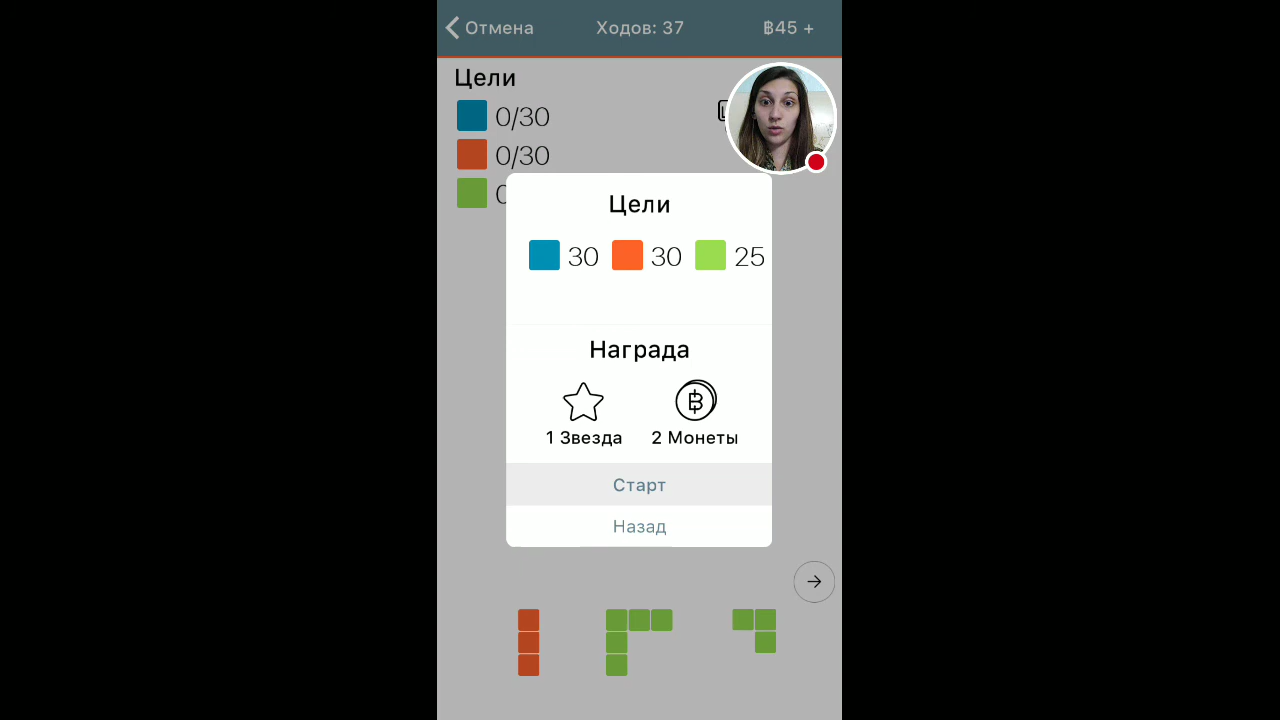 Отмена Ходов: 37 ฿45 +
Цели
0/30
0/30
0
Цели
30 30 25
Награда
1 Звезда 2 Монеты
Старт
Назад